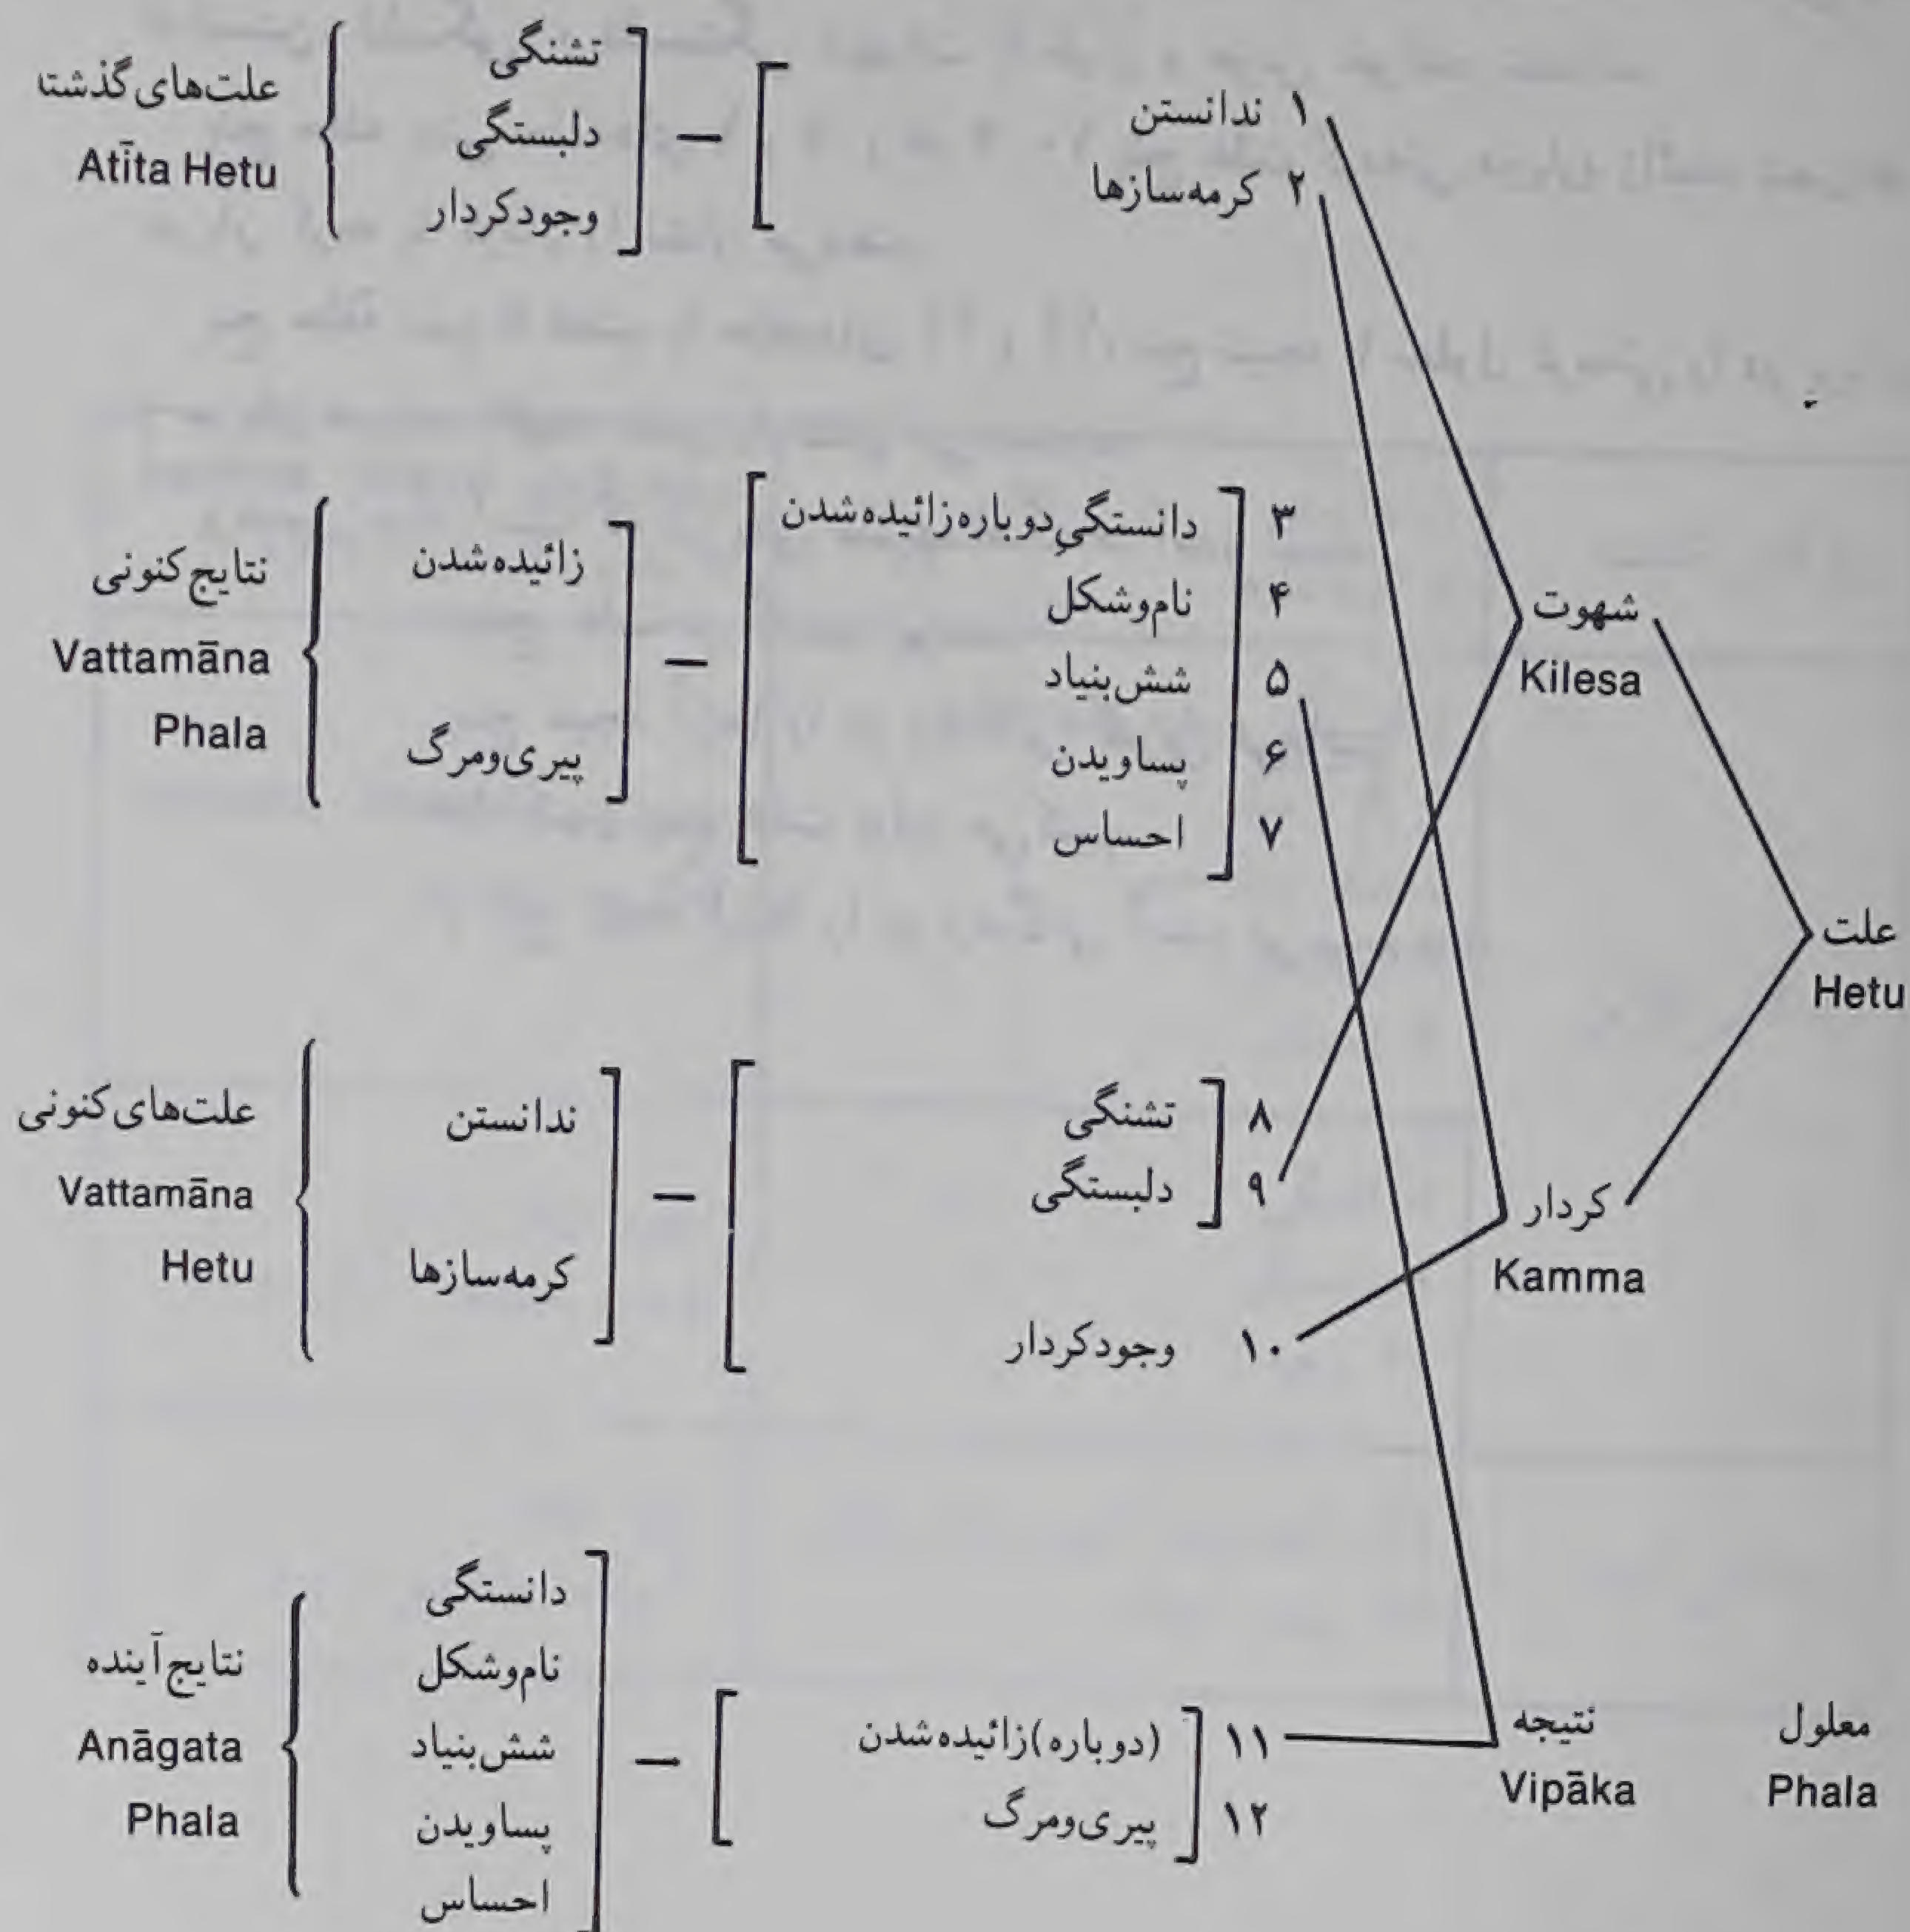 ۱ ندانستن
۲ کرمه‌سازها
تشنگی
دلبستگی
وجودکردار
علت‌های گذشتا
Atīta Hetu
۳ دانستگیِ دوباره زائیده شدن
۴ نام‌وشکل
۵ شش‌بنیاد
۶ پساویدن
۷ احساس
زائیده شدن
پیری‌ومرگ
نتایج کنونی
Vattamāna
Phala
شهوت
Kilesa
علت
Hetu
۸ تشنگی
۹ دلبستگی
۱۰ وجودکردار
ندانستن
کرمه‌سازها
علت‌های کنونی
Vattamāna
Hetu
کردار
Kamma
معلول
Phala
نتیجه
Vipāka
۱۱ (دوباره) زائیده شدن
۱۲ پیری‌ومرگ
دانستگی
نام‌وشکل
شش‌بنیاد
پساویدن
احساس
نتایج آینده
Anāgata
Phala